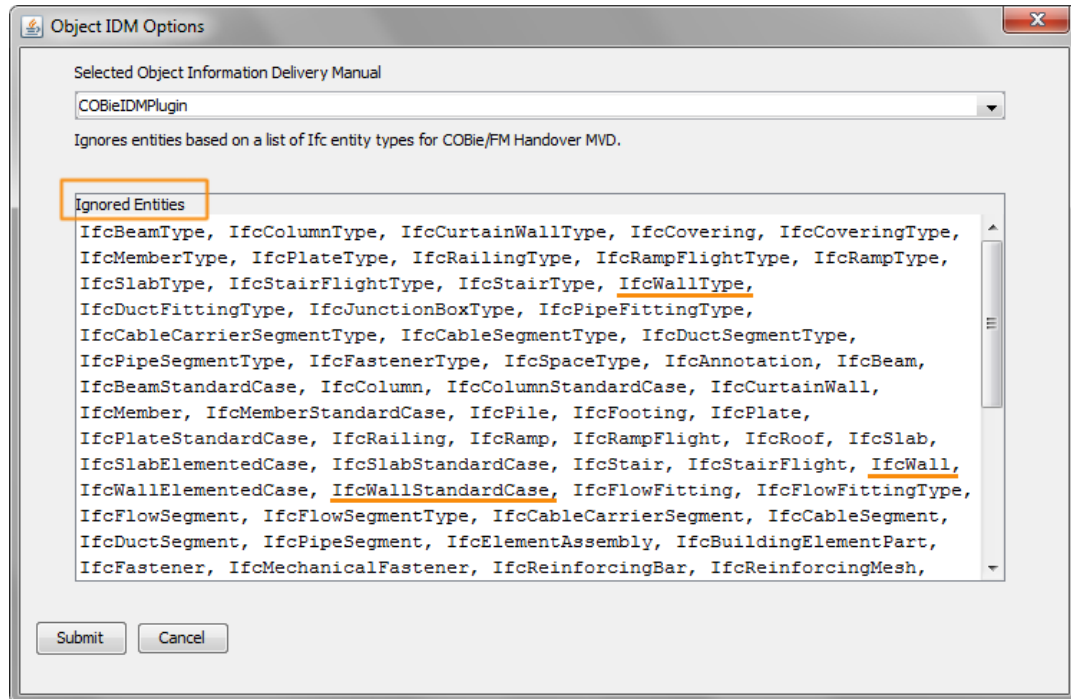 Object IDM Options
Selected Object Information Delivery Manual
COBieIDMPlugin
Ignores entities based on a list of Ifc entity types for COBie/FM Handover MVD.
Ignored Entities
IfcBeamType, IfcColumnType, IfcCurtainWallType, IfcCovering, IfcCoveringType,
IfcMemberType, IfcPlateType, IfcRailingType, IfcRampFlightType, IfcRampType,
IfcSlabType, IfcStairFlightType, IfcStairType, IfcWallType,
IfcDuctFittingType, IfcJunctionBoxType, IfcPipeFittingType,
IfcCableCarrierSegmentType, IfcCableSegmentType, IfcDuctSegmentType,
IfcPipeSegmentType, IfcFastenerType, IfcSpaceType, IfcAnnotation, IfcBeam,
IfcBeamStandardCase, IfcColumn, IfcColumnStandardCase, IfcCurtainWall,
IfcMember, IfcMemberStandardCase, IfcPile, IfcFooting, IfcPlate,
IfcPlateStandardCase, IfcRailing, IfcRamp, IfcRampFlight, IfcRoof, IfcSlab,
IfcSlabElementedCase, IfcSlabStandardCase, IfcStair, IfcStairFlight, IfcWall,
IfcWallElementedCase, IfcWallStandardCase, IfcFlowFitting, IfcFlowFittingType,
IfcFlowSegment, IfcFlowSegmentType, IfcCableCarrierSegment, IfcCableSegment,
IfcDuctSegment, IfcPipeSegment, IfcElementAssembly, IfcBuildingElementPart,
IfcFastener, IfcMechanicalFastener, IfcReinforcingBar, IfcReinforcingMesh,
Submit Cancel